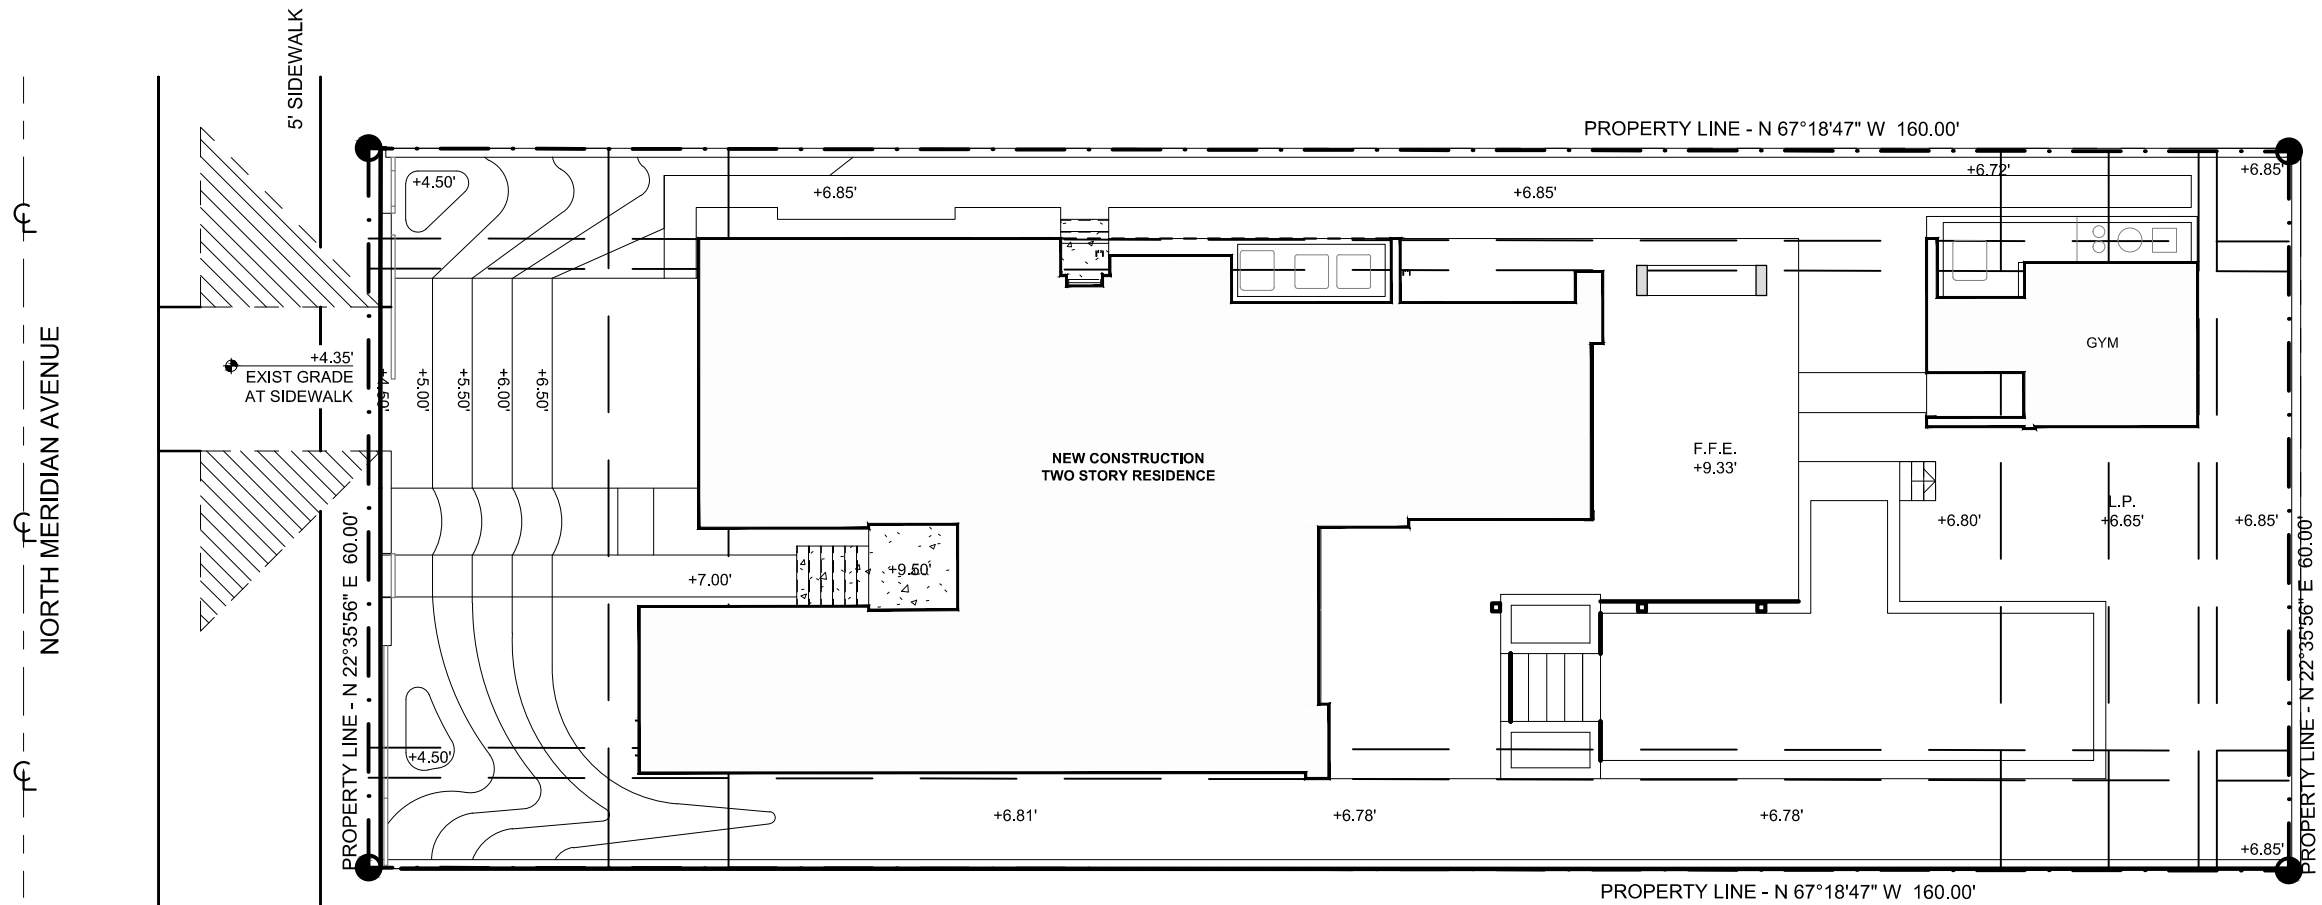 5' SIDEWALK
PROPERTY LINE - N 67°18'47" W  160.00'
+4.50'
+6.85'
+6.85'
+6.72'
+6.85'
NORTH MERIDIAN AVENUE
+4.35'
EXIST GRADE
AT SIDEWALK
+4.50'
+5.00'
+5.50'
+6.00'
+6.50'
GYM
NEW CONSTRUCTION
TWO STORY RESIDENCE
F.F.E.
+9.33'
L.P.
+6.65'
+6.80'
+6.85'
PROPERTY LINE - N 22°35'56" E  60.00'
+7.00'
+9.50'
PROPERTY LINE - N 22°35'56" E  60.00'
+4.50'
+6.81'
+6.78'
+6.78'
+6.85'
PROPERTY LINE - N 67°18'47" W  160.00'